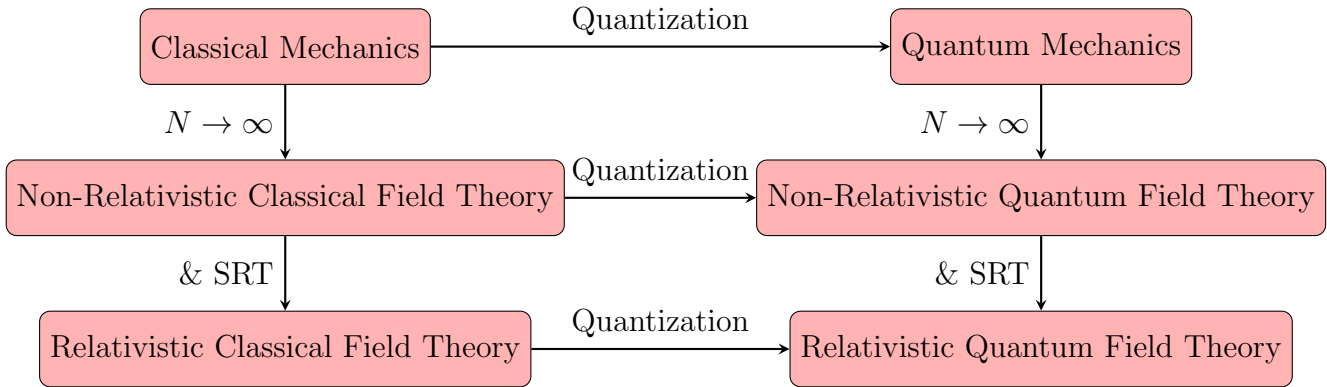 Quantization
Classical Mechanics
Quantum Mechanics
N → ∞
N → ∞
Quantization
Non-Relativistic Classical Field Theory
Non-Relativistic Quantum Field Theory
& SRT
& SRT
Quantization
Relativistic Classical Field Theory
Relativistic Quantum Field Theory